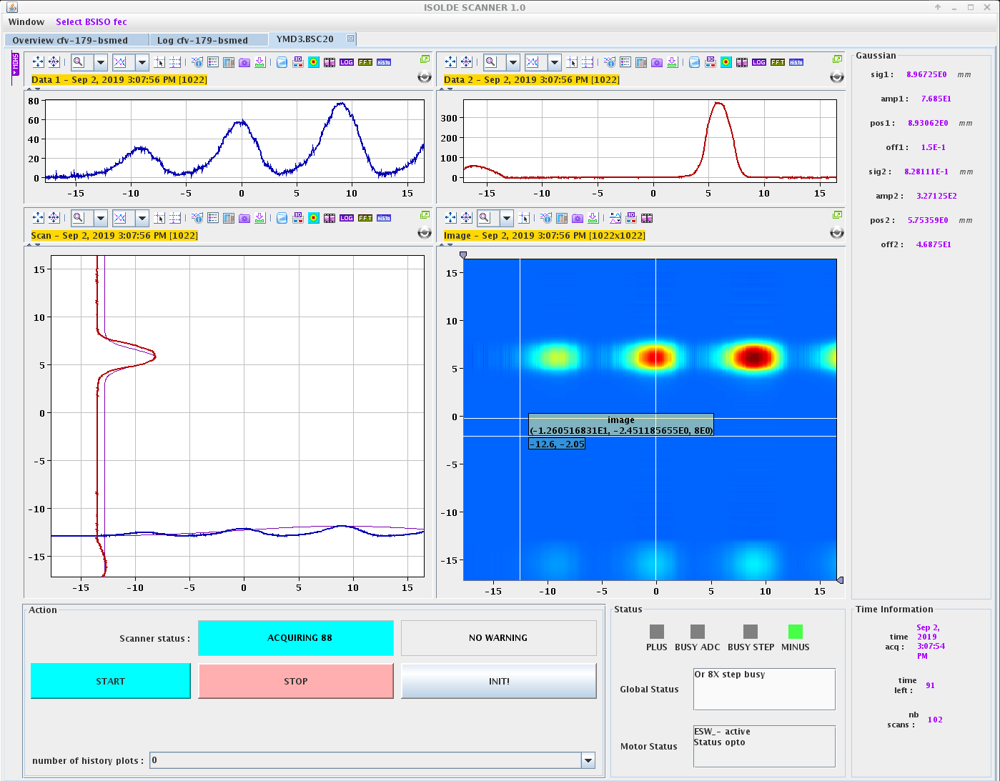 ISOLDE SCANNER 1.0
Window Select BSISO fec
Overview cfv-179-bsmed Log cfv-179-bsmed YMD3.BSC20
LOG FFT HiSto
Data 1 - Sep 2, 2019 3:07:56 PM [1022]
80
60
40
20
0
-15 -10 -5 0 5 10 15
LOG FFT HiSto
Data 2 - Sep 2, 2019 3:07:56 PM [1022]
300
200
100
0
-15 -10 -5 0 5 10 15
LOG FFT HiSto
Scan - Sep 2, 2019 3:07:56 PM [1022]
15
10
5
0
-5
-10
-15
-15 -10 -5 0 5 10 15
Image - Sep 2, 2019 3:07:56 PM [1022x1022]
15
10
5
0
-5
-10
-15
image
(-1.260516831E1, -2.451185655E0, 8E0)
-12.6, -2.05
-15 -10 -5 0 5 10 15
Gaussian
sig1 : 8.96725E0 mm
amp1 : 7.685E1
pos1 : 8.93062E0 mm
off1 : 1.5E-1
sig2 : 8.28111E-1 mm
amp2 : 3.27125E2
pos2 : 5.75359E0 mm
off2 : 4.6875E1
Action
Scanner status : ACQUIRING 88 NO WARNING
START STOP INIT!
number of history plots : 0
Status
PLUS BUSY ADC BUSY STEP MINUS
Global Status Or 8X step busy
Motor Status ESW_- active
Status opto
Time Information
time acq : Sep 2, 2019 3:07:54 PM
time left : 91
nb scans : 102